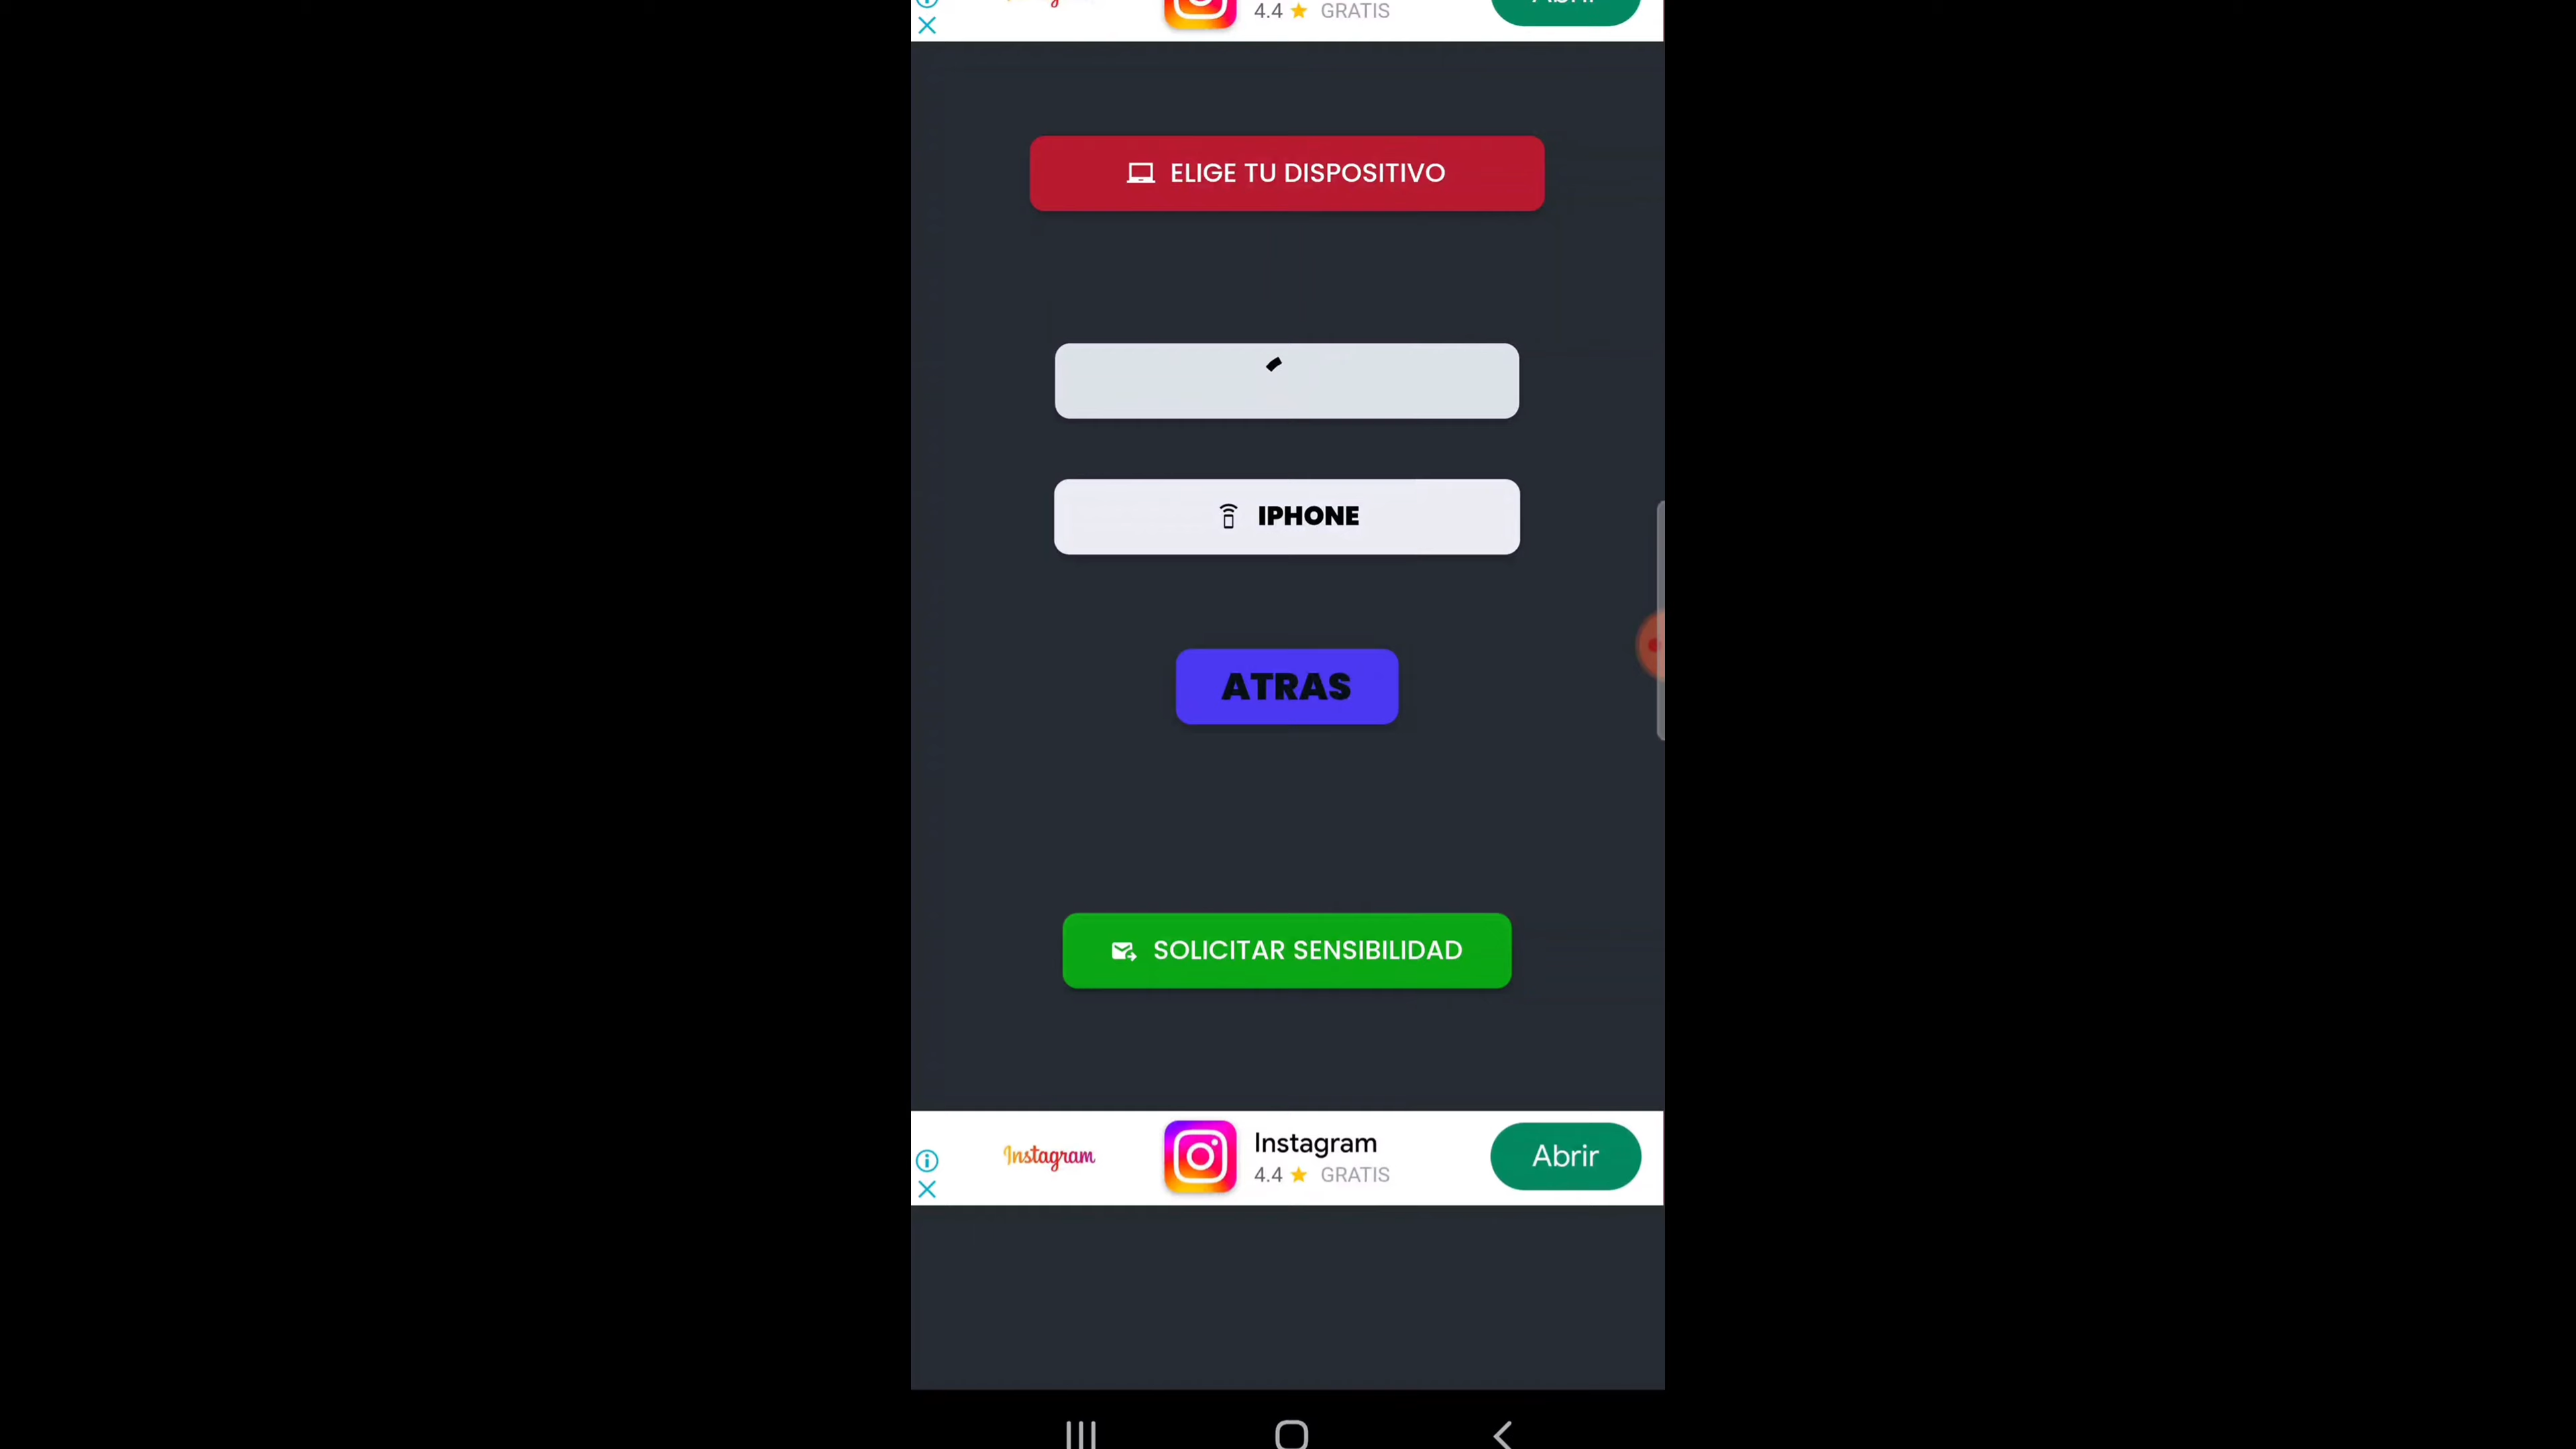 4.4 GRATIS
ELIGE TU DISPOSITIVO
IPHONE
ATRAS
SOLICITAR SENSIBILIDAD
Instagram
Instagram
4.4 GRATIS
Abrir